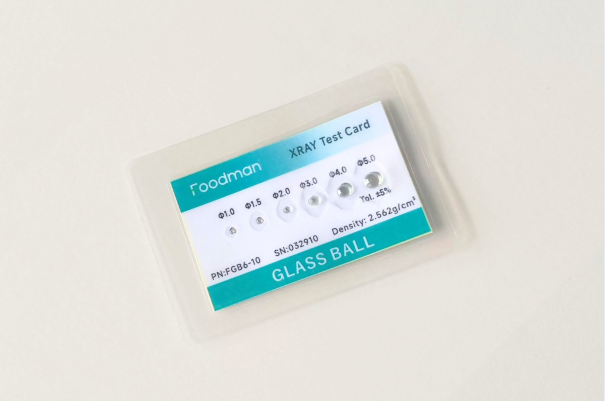 Foodman XRAY Test Card
Φ1.0 Φ1.5 Φ2.0 Φ3.0 Φ4.0 Φ5.0
Tol. ±5%
PN:FGB6-10 SN:032910 Density: 2.562g/cm³
GLASS BALL